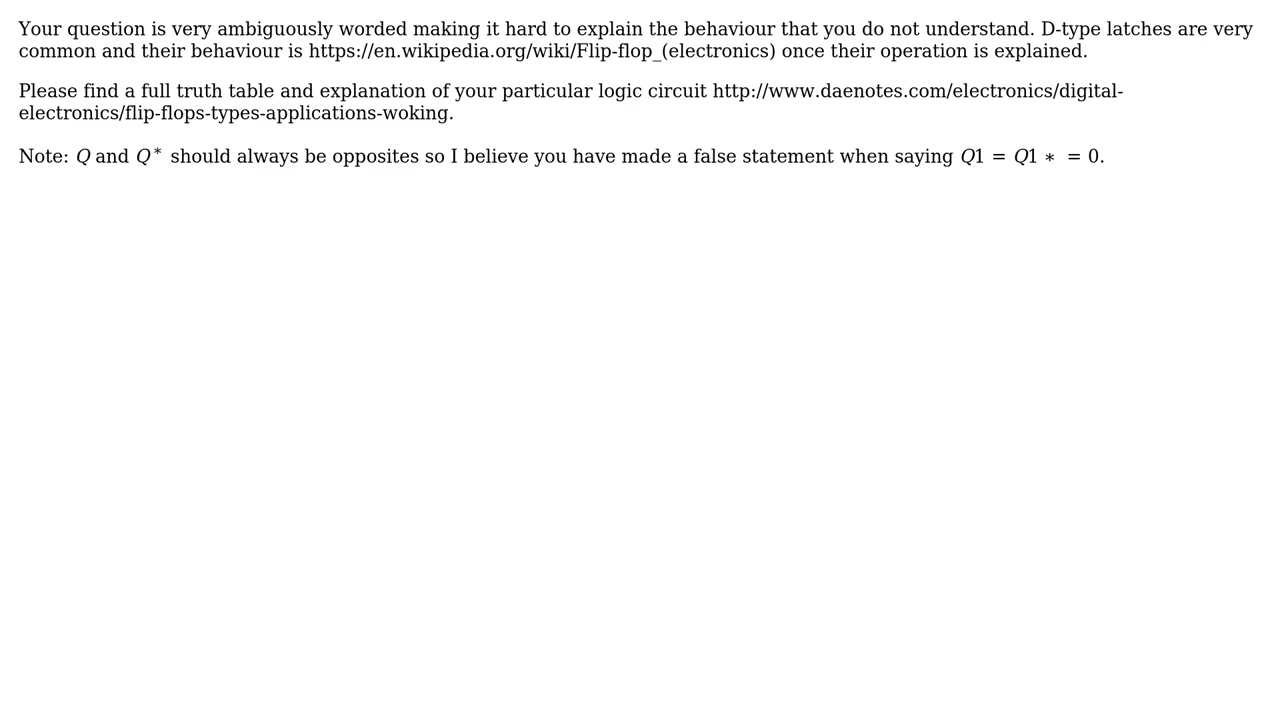 Your question is very ambiguously worded making it hard to explain the behaviour that you do not understand. D-type latches are very
common and their behaviour is https://en.wikipedia.org/wiki/Flip-flop_(electronics) once their operation is explained.
Please find a full truth table and explanation of your particular logic circuit http://www.daenotes.com/electronics/digital-
electronics/flip-flops-types-applications-woking.
Note: Q and Q* should always be opposites so I believe you have made a false statement when saying Q1 = Q1 ∗ = 0.